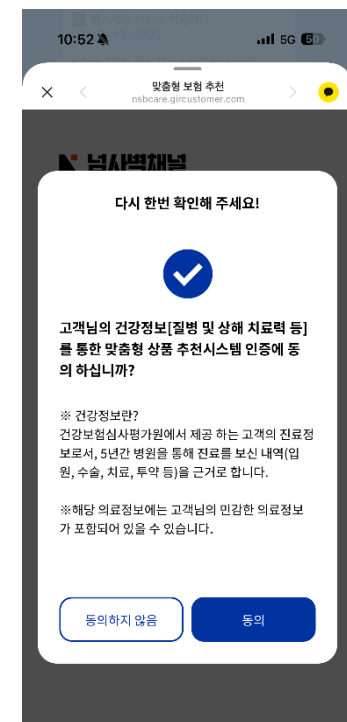 10:52
5G 50
맞춤형 보험 추천
nsbcare.gircustomer.com
넘사벽채널
다시 한번 확인해 주세요!
고객님의 건강정보[질병 및 상해 치료력 등]
를 통한 맞춤형 상품 추천시스템 인증에 동
의 하십니까?
※ 건강정보란?
건강보험심사평가원에서 제공 하는 고객의 진료정
보로서, 5년간 병원을 통해 진료를 보신 내역(입
원, 수술, 치료, 투약 등)을 근거로 합니다.
※해당 의료정보에는 고객님의 민감한 의료정보
가 포함되어 있을 수 있습니다.
동의하지 않음
동의